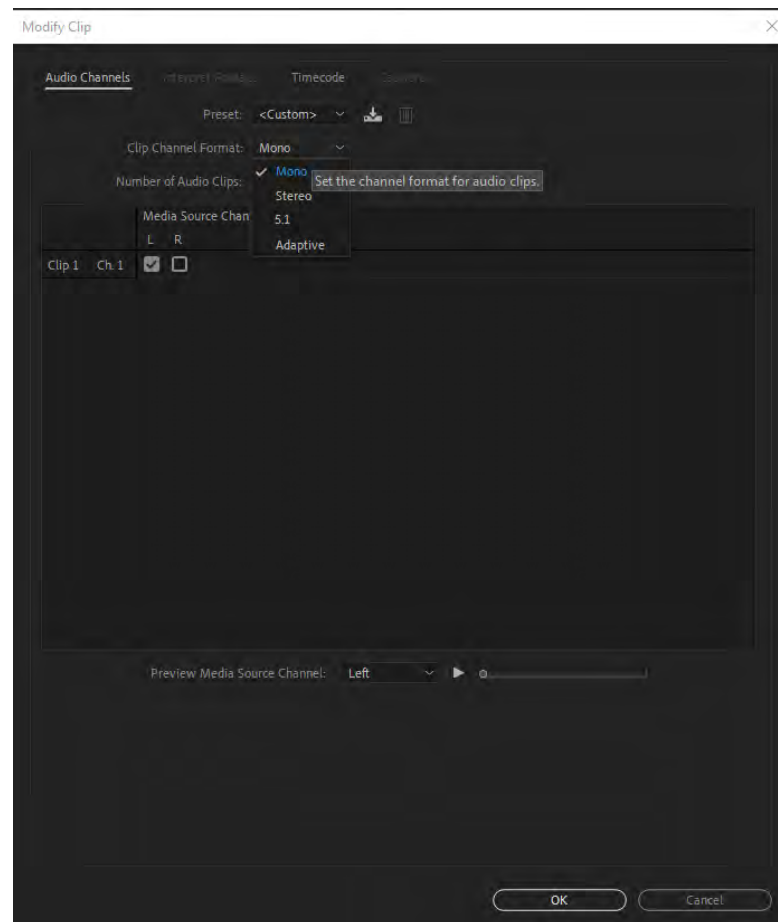 Modify Clip
Audio Channels Timecode
Preset: <Custom>
Clip Channel Format: Mono
Number of Audio Clips:
Mono
Set the channel format for audio clips.
Stereo
5.1
Adaptive
Media Source Chan
L R
Clip 1 Ch. 1
Preview Media Source Channel: Left
OK Cancel